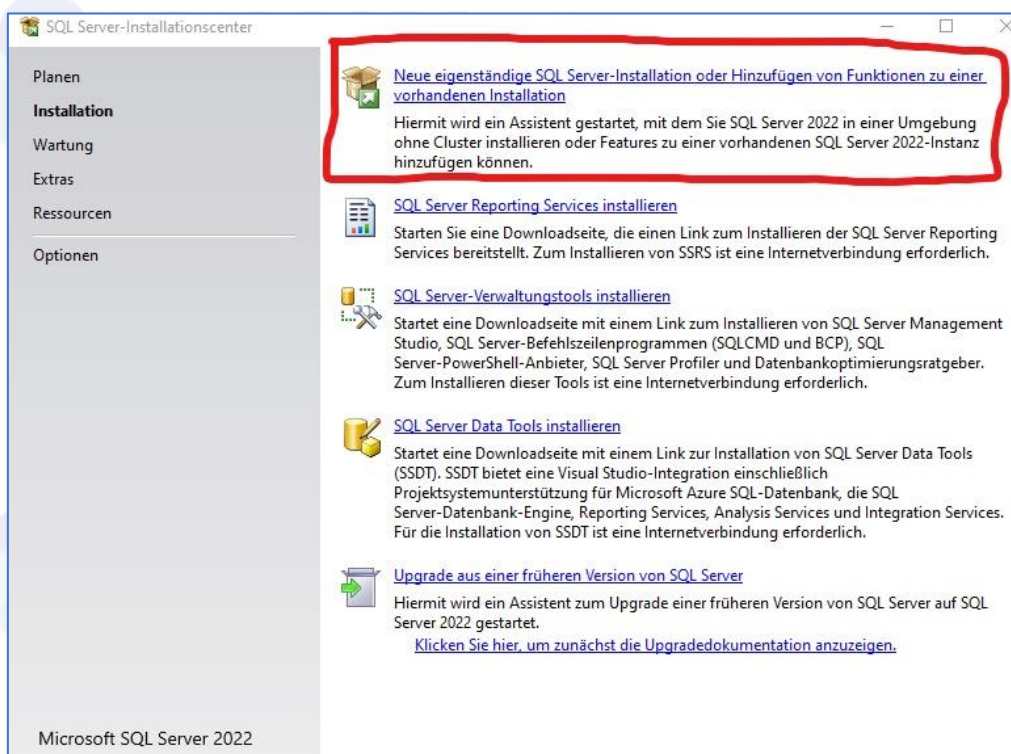 SQL Server-Installationscenter
Planen
Installation
Wartung
Extras
Ressourcen
Optionen
Microsoft SQL Server 2022
Neue eigenständige SQL Server-Installation oder Hinzufügen von Funktionen zu einer
vorhandenen Installation
Hiermit wird ein Assistent gestartet, mit dem Sie SQL Server 2022 in einer Umgebung
ohne Cluster installieren oder Features zu einer vorhandenen SQL Server 2022-Instanz
hinzufügen können.
SQL Server Reporting Services installieren
Starten Sie eine Downloadseite, die einen Link zum Installieren der SQL Server Reporting
Services bereitstellt. Zum Installieren von SSRS ist eine Internetverbindung erforderlich.
SQL Server-Verwaltungstools installieren
Startet eine Downloadseite mit einem Link zum Installieren von SQL Server Management
Studio, SQL Server-Befehlszeilenprogrammen (SQLCMD und BCP), SQL
Server-PowerShell-Anbieter, SQL Server Profiler und Datenbankoptimierungsratgeber.
Zum Installieren dieser Tools ist eine Internetverbindung erforderlich.
SQL Server Data Tools installieren
Startet eine Downloadseite mit einem Link zur Installation von SQL Server Data Tools
(SSDT). SSDT bietet eine Visual Studio-Integration einschließlich
Projektsystemunterstützung für Microsoft Azure SQL-Datenbank, die SQL
Server-Datenbank-Engine, Reporting Services, Analysis Services und Integration Services.
Für die Installation von SSDT ist eine Internetverbindung erforderlich.
Upgrade aus einer früheren Version von SQL Server
Hiermit wird ein Assistent zum Upgrade einer früheren Version von SQL Server auf SQL
Server 2022 gestartet.
Klicken Sie hier, um zunächst die Upgradedokumentation anzuzeigen.